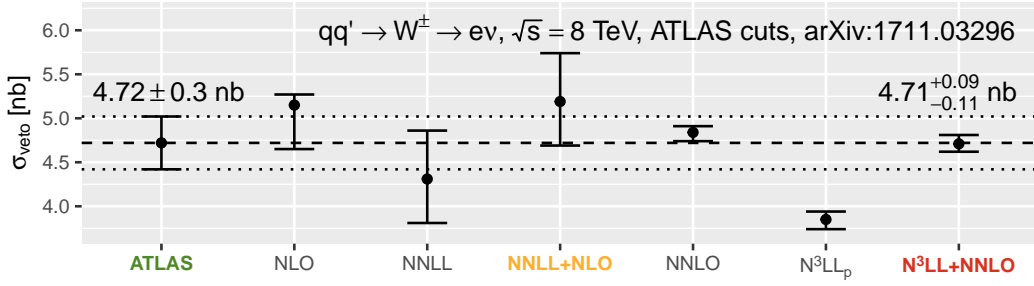 qq' → W± → eν, √s = 8 TeV, ATLAS cuts, arXiv:1711.03296
4.72 ± 0.3 nb
4.71 +0.09 −0.11 nb
σveto [nb]
6.0
5.5
5.0
4.5
4.0
ATLAS NLO NNLL NNLL+NLO NNLO N³LLp N³LL+NNLO